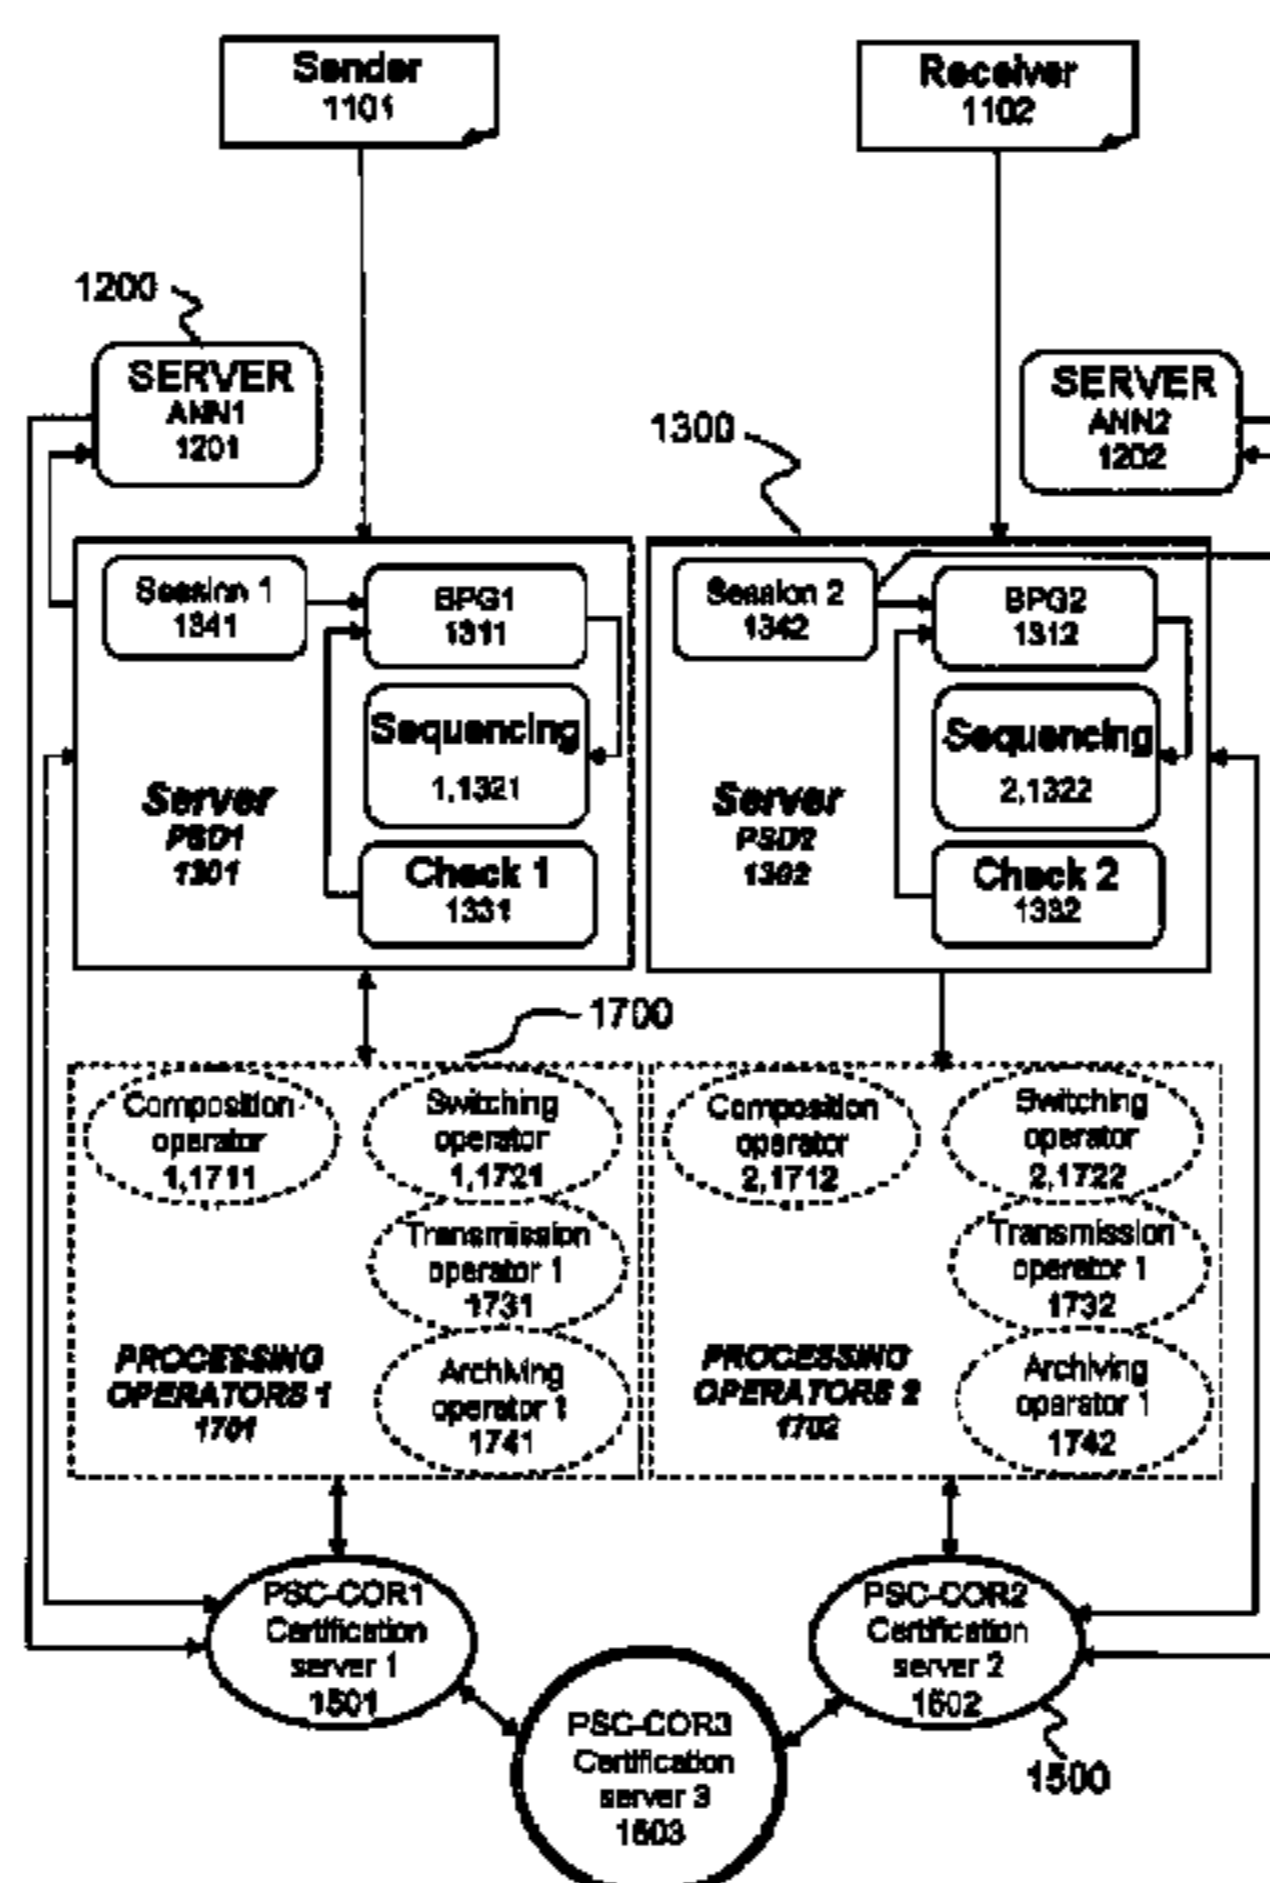 Sender
1101
Receiver
1102
1200
SERVER
ANN1
1201
SERVER
ANN2
1202
1300
Session 1
1341
BPG1
1311
Sequencing
1,1321
Server
PSD1
1301
Check 1
1331
Session 2
1342
BPG2
1312
Sequencing
2,1322
Server
PSD2
1302
Check 2
1332
1700
Composition
operator
1,1711
Switching
operator
1,1721
Transmission
operator 1
1731
PROCESSING
OPERATORS 1
1701
Archiving
operator 1
1741
Composition
operator
2,1712
Switching
operator
2,1722
Transmission
operator 1
1732
PROCESSING
OPERATORS 2
1702
Archiving
operator 1
1742
PSC-COR1
Certification
server 1
1501
PSC-COR2
Certification
server 2
1502
PSC-COR3
Certification
server 3
1503
1500